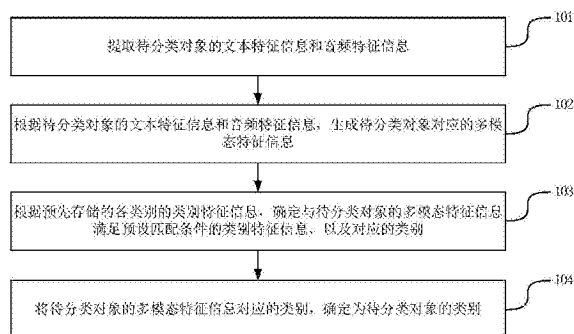 101
提取待分类对象的文本特征信息和音频特征信息
102
根据待分类对象的文本特征信息和音频特征信息，生成待分类对象对应的多模
态特征信息
103
根据预先存储的各类别的类别特征信息，确定与待分类对象的多模态特征信息
满足预设匹配条件的类别特征信息，以及对应的类别
104
将待分类对象的多模态特征信息对应的类别，确定为待分类对象的类别